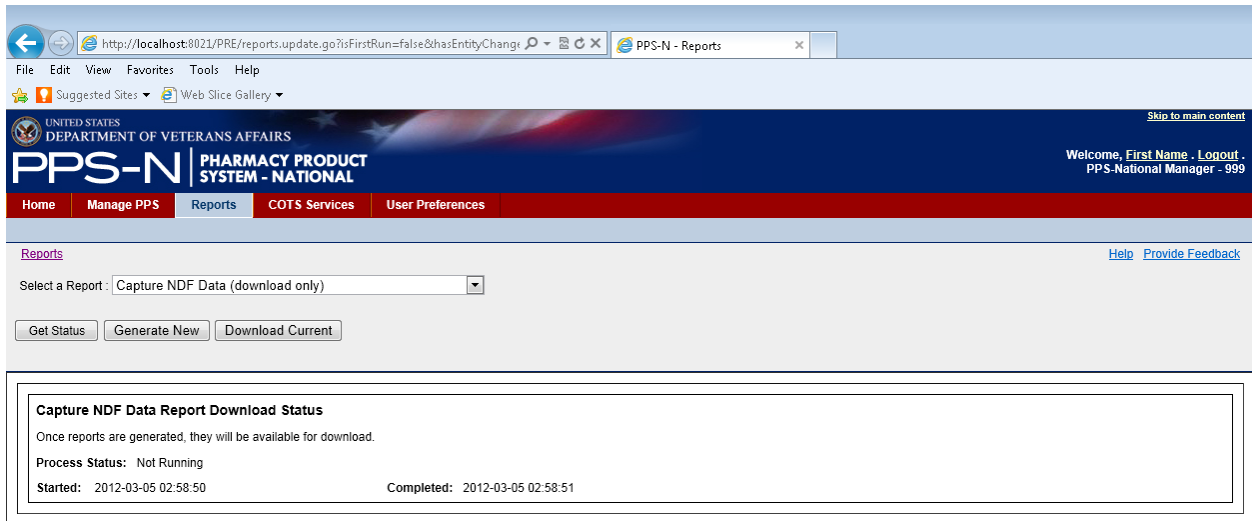 http://localhost:8021/PRE/reports.update.go?isFirstRun=false&hasEntityChange
PPS-N - Reports
File Edit View Favorites Tools Help
Suggested Sites Web Slice Gallery
UNITED STATES
DEPARTMENT OF VETERANS AFFAIRS
Skip to main content
PPS-N PHARMACY PRODUCT
SYSTEM - NATIONAL
Welcome, First Name . Logout .
PPS-National Manager - 999
Home Manage PPS Reports COTS Services User Preferences
Reports Help Provide Feedback
Select a Report : Capture NDF Data (download only)
Get Status Generate New Download Current
Capture NDF Data Report Download Status
Once reports are generated, they will be available for download.
Process Status: Not Running
Started: 2012-03-05 02:58:50 Completed: 2012-03-05 02:58:51